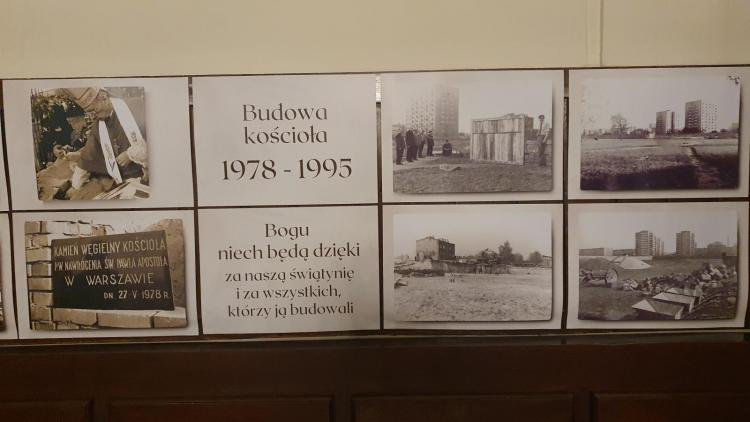 Budowa
kościoła
1978 - 1995
KAMIEŃ WĘGIELNY KOŚCIOŁA
P.W. NAWRÓCENIA ŚW. PAWŁA APOSTOŁA
W WARSZAWIE
DN. 27 V 1978 R.
Bogu
niech będą dzięki
za naszą świątynię
i za wszystkich,
którzy ją budowali